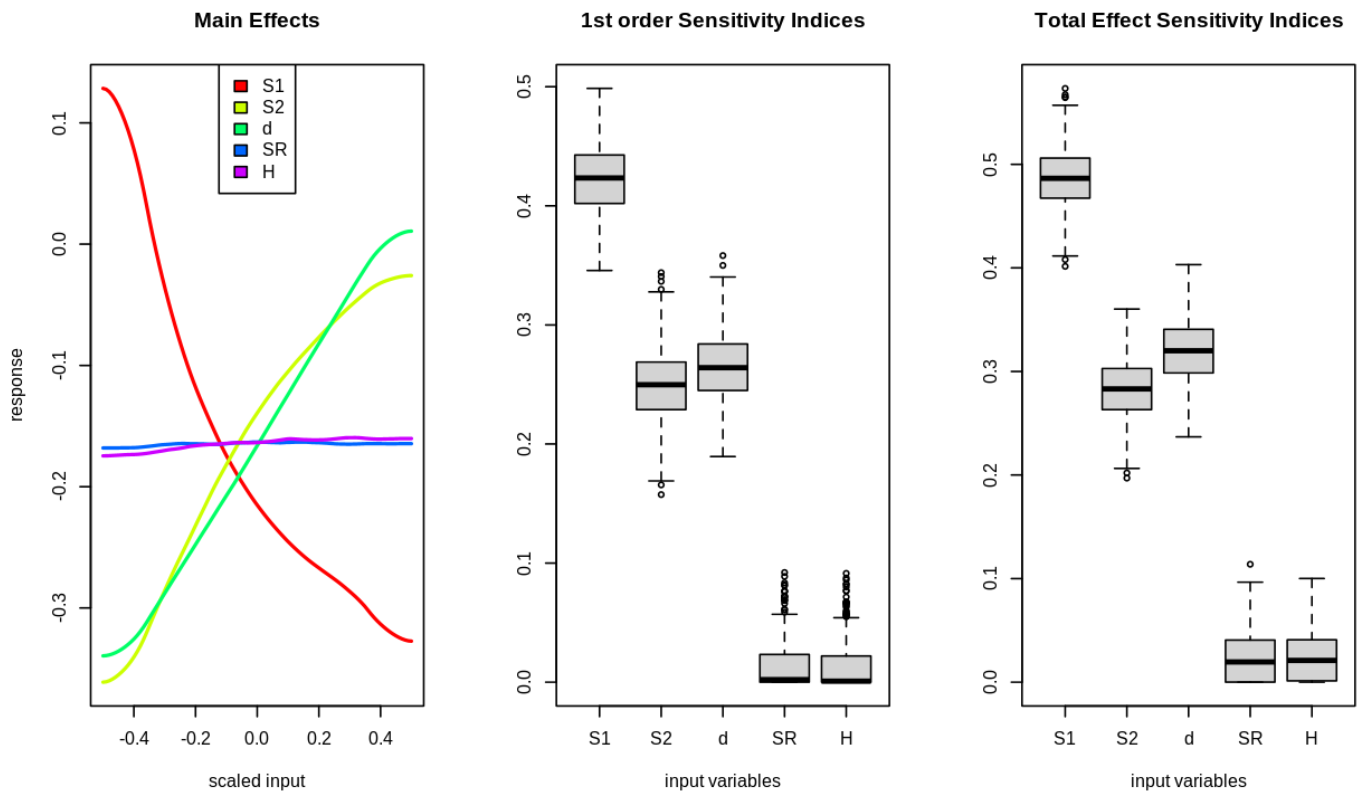 Main Effects
response
0.1
0.0
-0.1
-0.2
-0.3
S1
S2
d
SR
H
-0.4 -0.2 0.0 0.2 0.4
scaled input
1st order Sensitivity Indices
0.5
0.4
0.3
0.2
0.1
0.0
S1 S2 d SR H
input variables
Total Effect Sensitivity Indices
0.5
0.4
0.3
0.2
0.1
0.0
S1 S2 d SR H
input variables